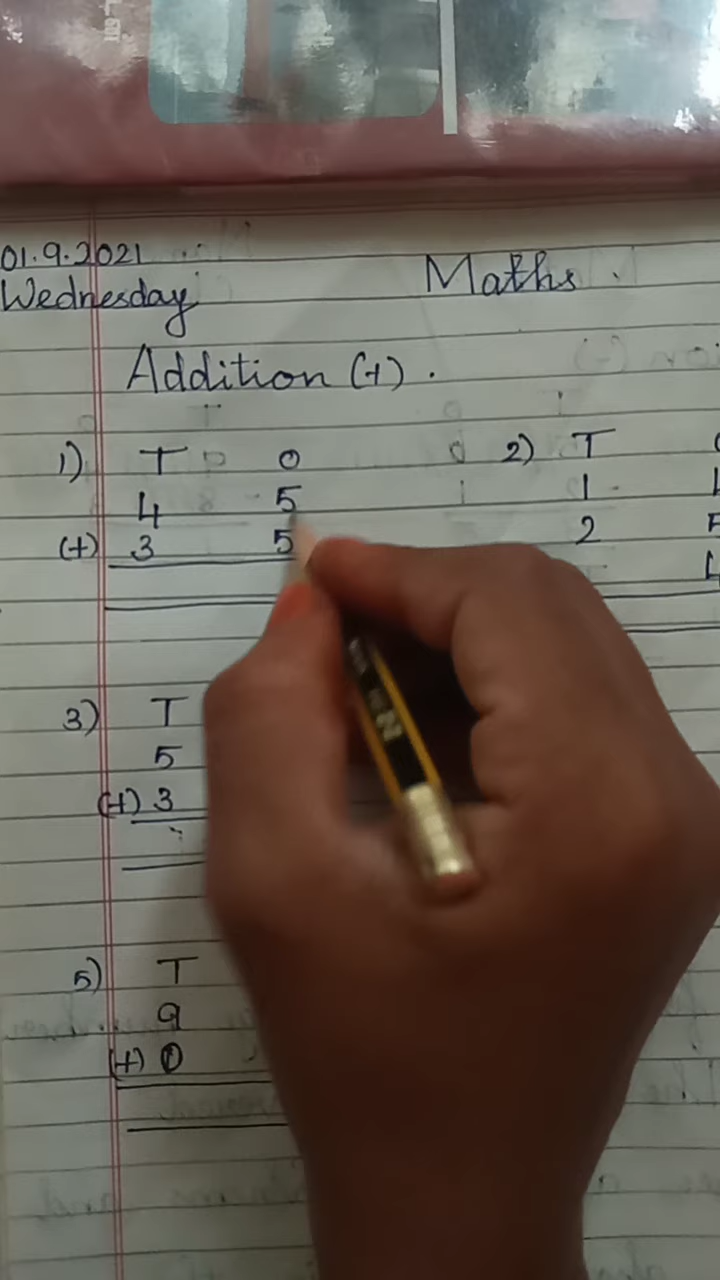 01.9.2021
Wednesday Maths.
Addition (+).
1) T O 2) T
4 5 1
(+) 3 5 2
3) T
5
(+) 3
5) T
9
(+) 0